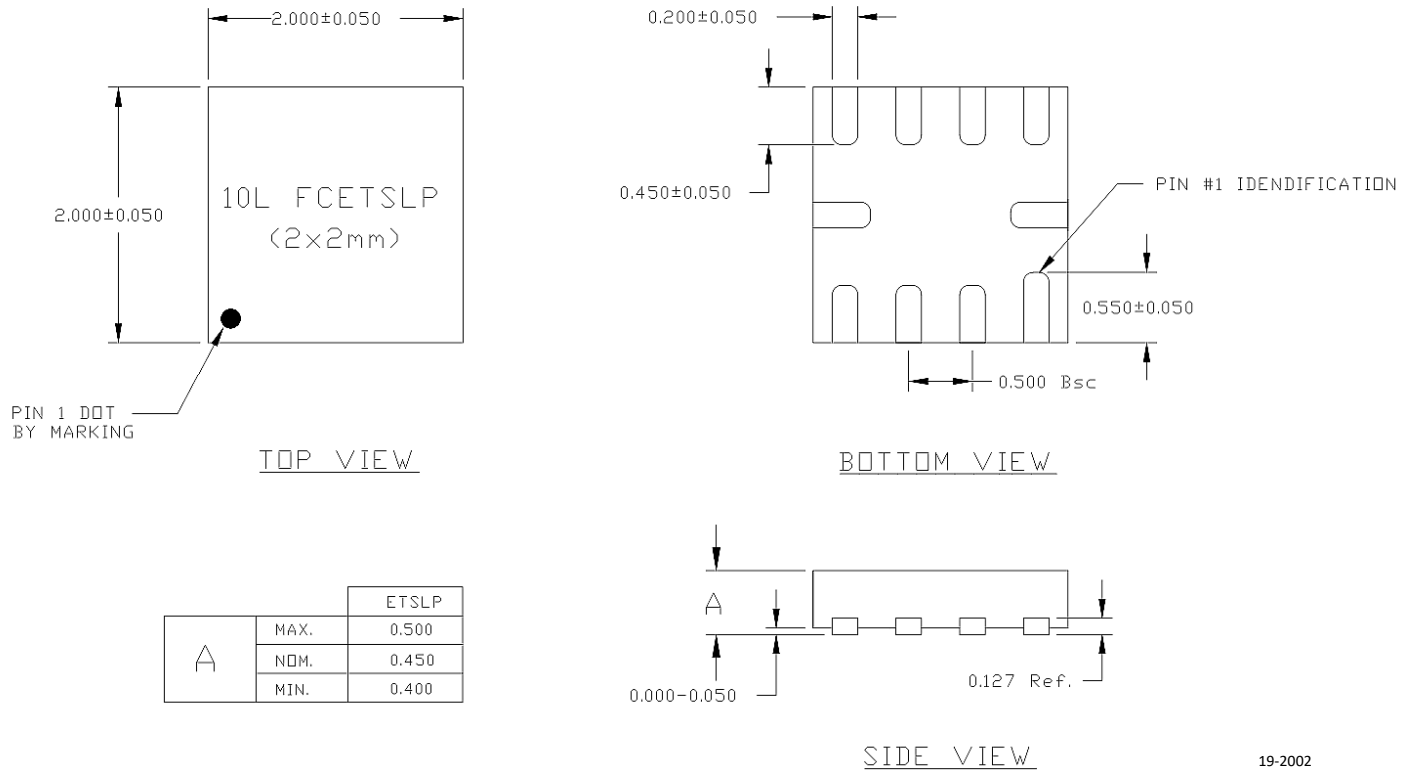 2.000±0.050
2.000±0.050
10L FCETSLP
(2x2mm)
PIN 1 DOT
BY MARKING
TOP VIEW
0.200±0.050
0.450±0.050
PIN #1 IDENDIFICATION
0.550±0.050
0.500 Bsc
BOTTOM VIEW
ETSLP
A
MAX. 0.500
NOM. 0.450
MIN. 0.400
A
0.000-0.050
0.127 Ref.
SIDE VIEW
19-2002